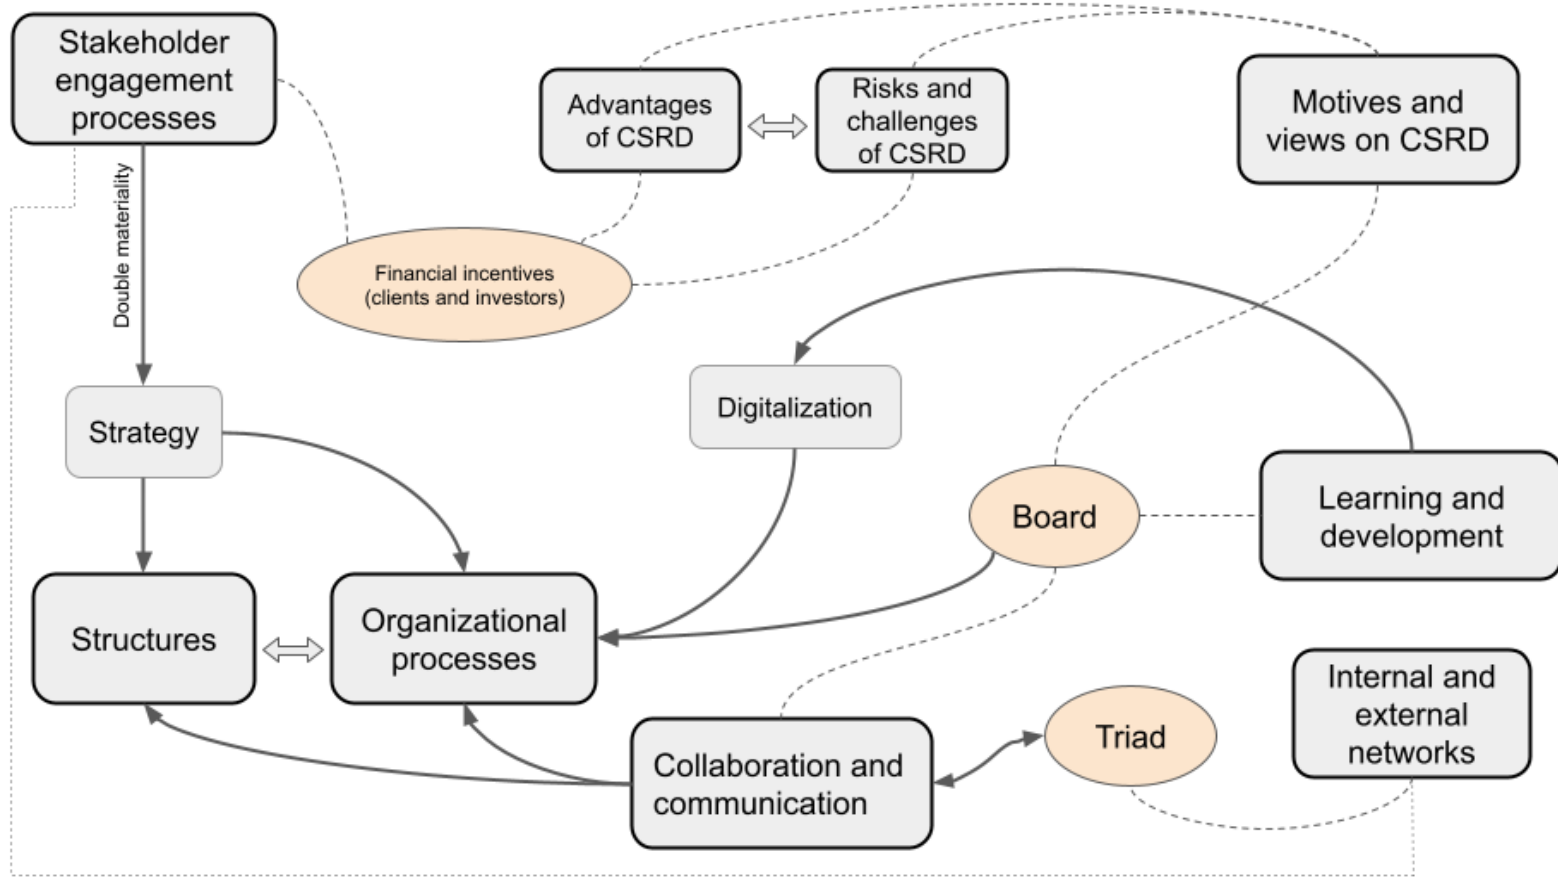 Stakeholder
engagement
processes
Advantages
of CSRD
Risks and
challenges
of CSRD
Motives and
views on CSRD
Double materiality
Financial incentives
(clients and investors)
Digitalization
Strategy
Board
Learning and
development
Structures
Organizational
processes
Internal and
external
networks
Triad
Collaboration and
communication